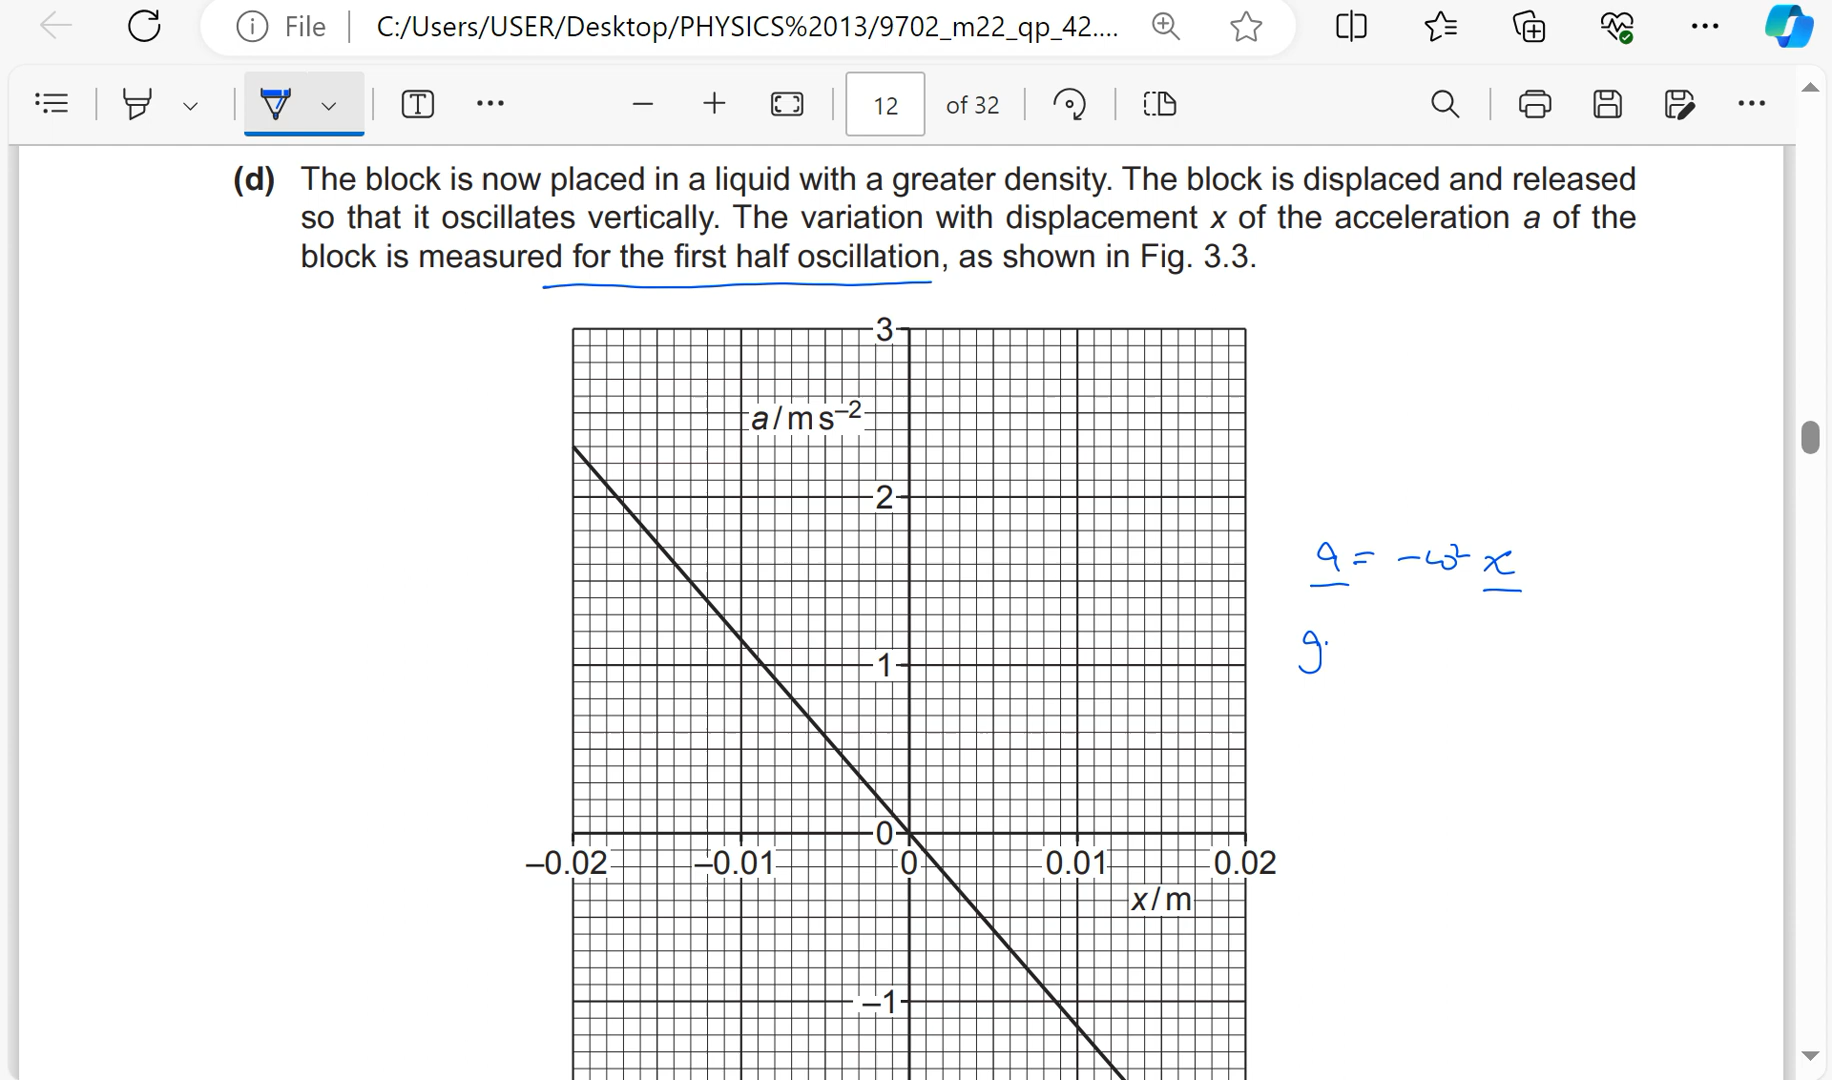 File
C:/Users/USER/Desktop/PHYSICS%2013/9702_m22_qp_42....
12 of 32
(d) The block is now placed in a liquid with a greater density. The block is displaced and released
so that it oscillates vertically. The variation with displacement x of the acceleration a of the
block is measured for the first half oscillation, as shown in Fig. 3.3.
3
a/ms⁻²
2
a = -ω² x
1
g.
0
–0.02 –0.01 0 0.01 0.02
x/m
–1